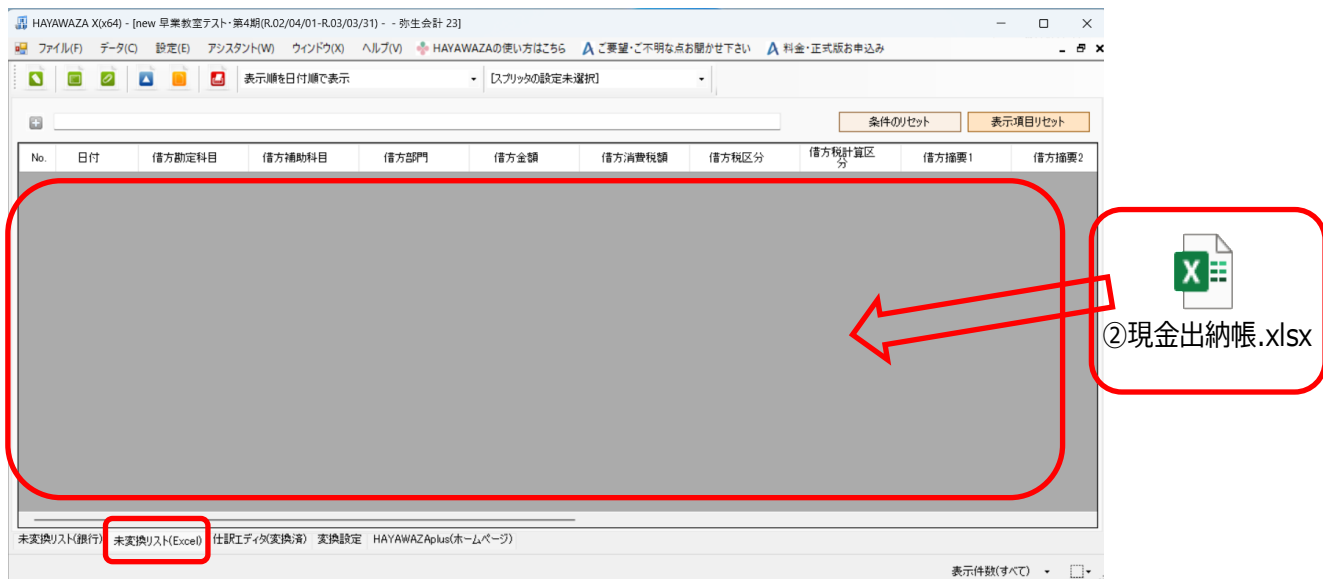 HAYAWAZA X(x64) - [new 早業教室テスト・第4期(R.02/04/01-R.03/03/31) - - 弥生会計 23]
ファイル(F) データ(C) 設定(E) アシスタント(W) ウィンドウ(X) ヘルプ(V) HAYAWAZAの使い方はこちら ご要望・ご不明な点お聞かせ下さい 料金・正式版お申込み
表示順を日付順で表示 [スプリッタの設定未選択]
条件のリセット 表示項目リセット
No. 日付 借方勘定科目 借方補助科目 借方部門 借方金額 借方消費税額 借方税区分 借方税計算区分 借方摘要1 借方摘要2
②現金出納帳.xlsx
未変換リスト(銀行) 未変換リスト(Excel) 仕訳エディタ(変換済) 変換設定 HAYAWAZAplus(ホームページ)
表示件数(すべて)